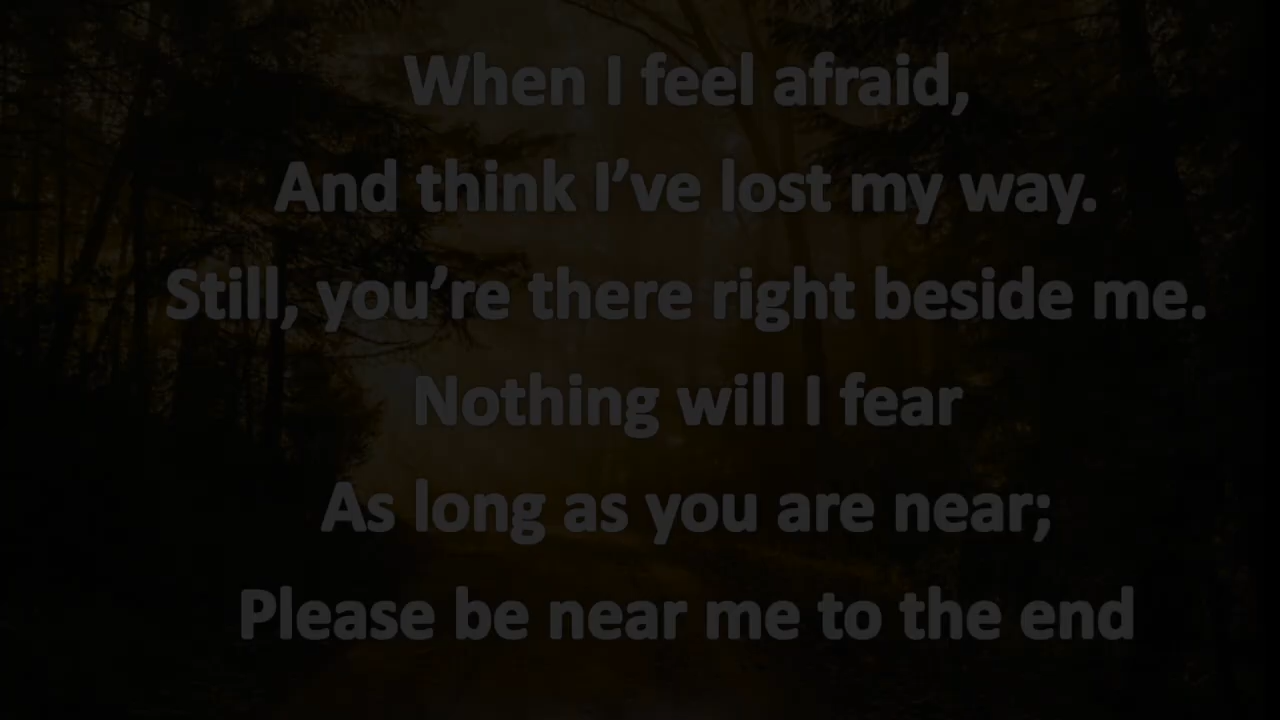 When I feel afraid,
And think I’ve lost my way.
Still, you’re there right beside me.
Nothing will I fear
As long as you are near;
Please be near me to the end